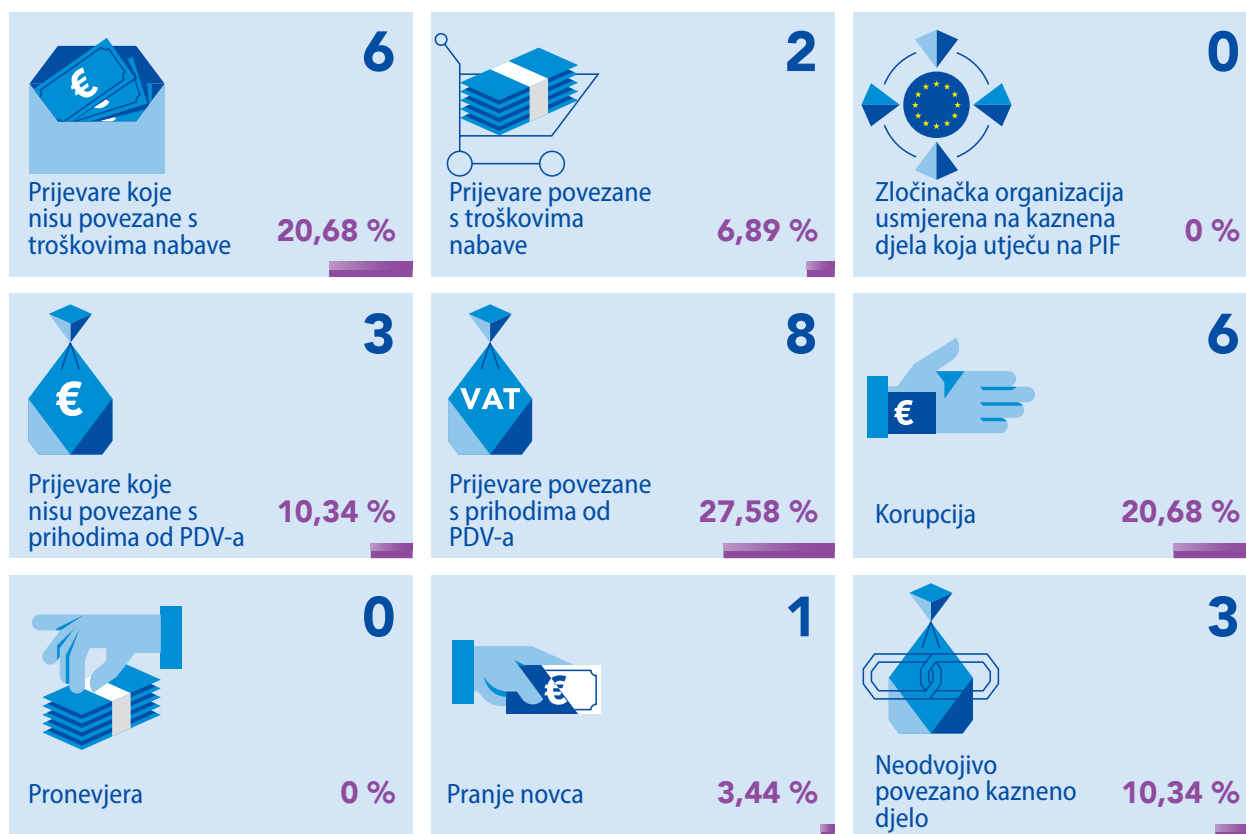 6
€
Prijevare koje
nisu povezane s
troškovima nabave
20,68 %
2
Prijevare povezane
s troškovima
nabave
6,89 %
0
Zločinačka organizacija
usmjerena na kaznena
djela koja utječu na PIF
0 %
3
€
Prijevare koje
nisu povezane s
prihodima od PDV-a
10,34 %
8
VAT
Prijevare povezane
s prihodima od
PDV-a
27,58 %
6
€
Korupcija
20,68 %
0
Pronevjera
0 %
1
€
Pranje novca
3,44 %
3
Neodvojivo
povezano kazneno
djelo
10,34 %